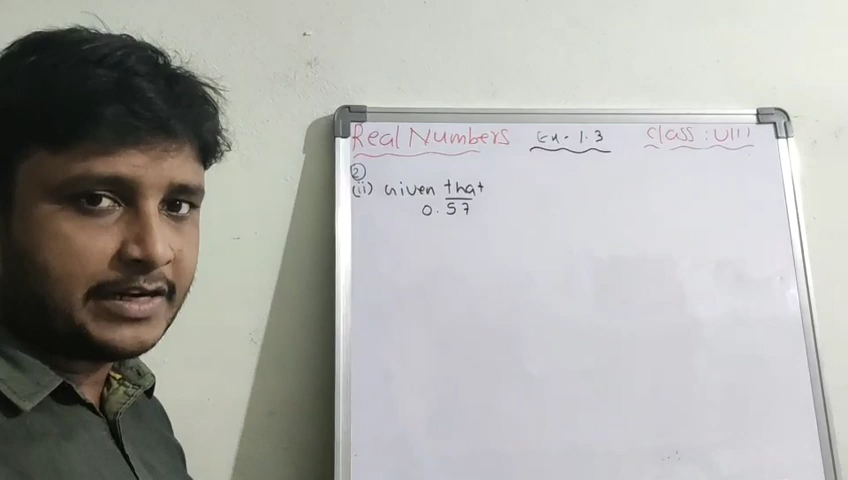 Real Numbers Ex-1.3 Class: VIII
2
(ii) Given that
0.57